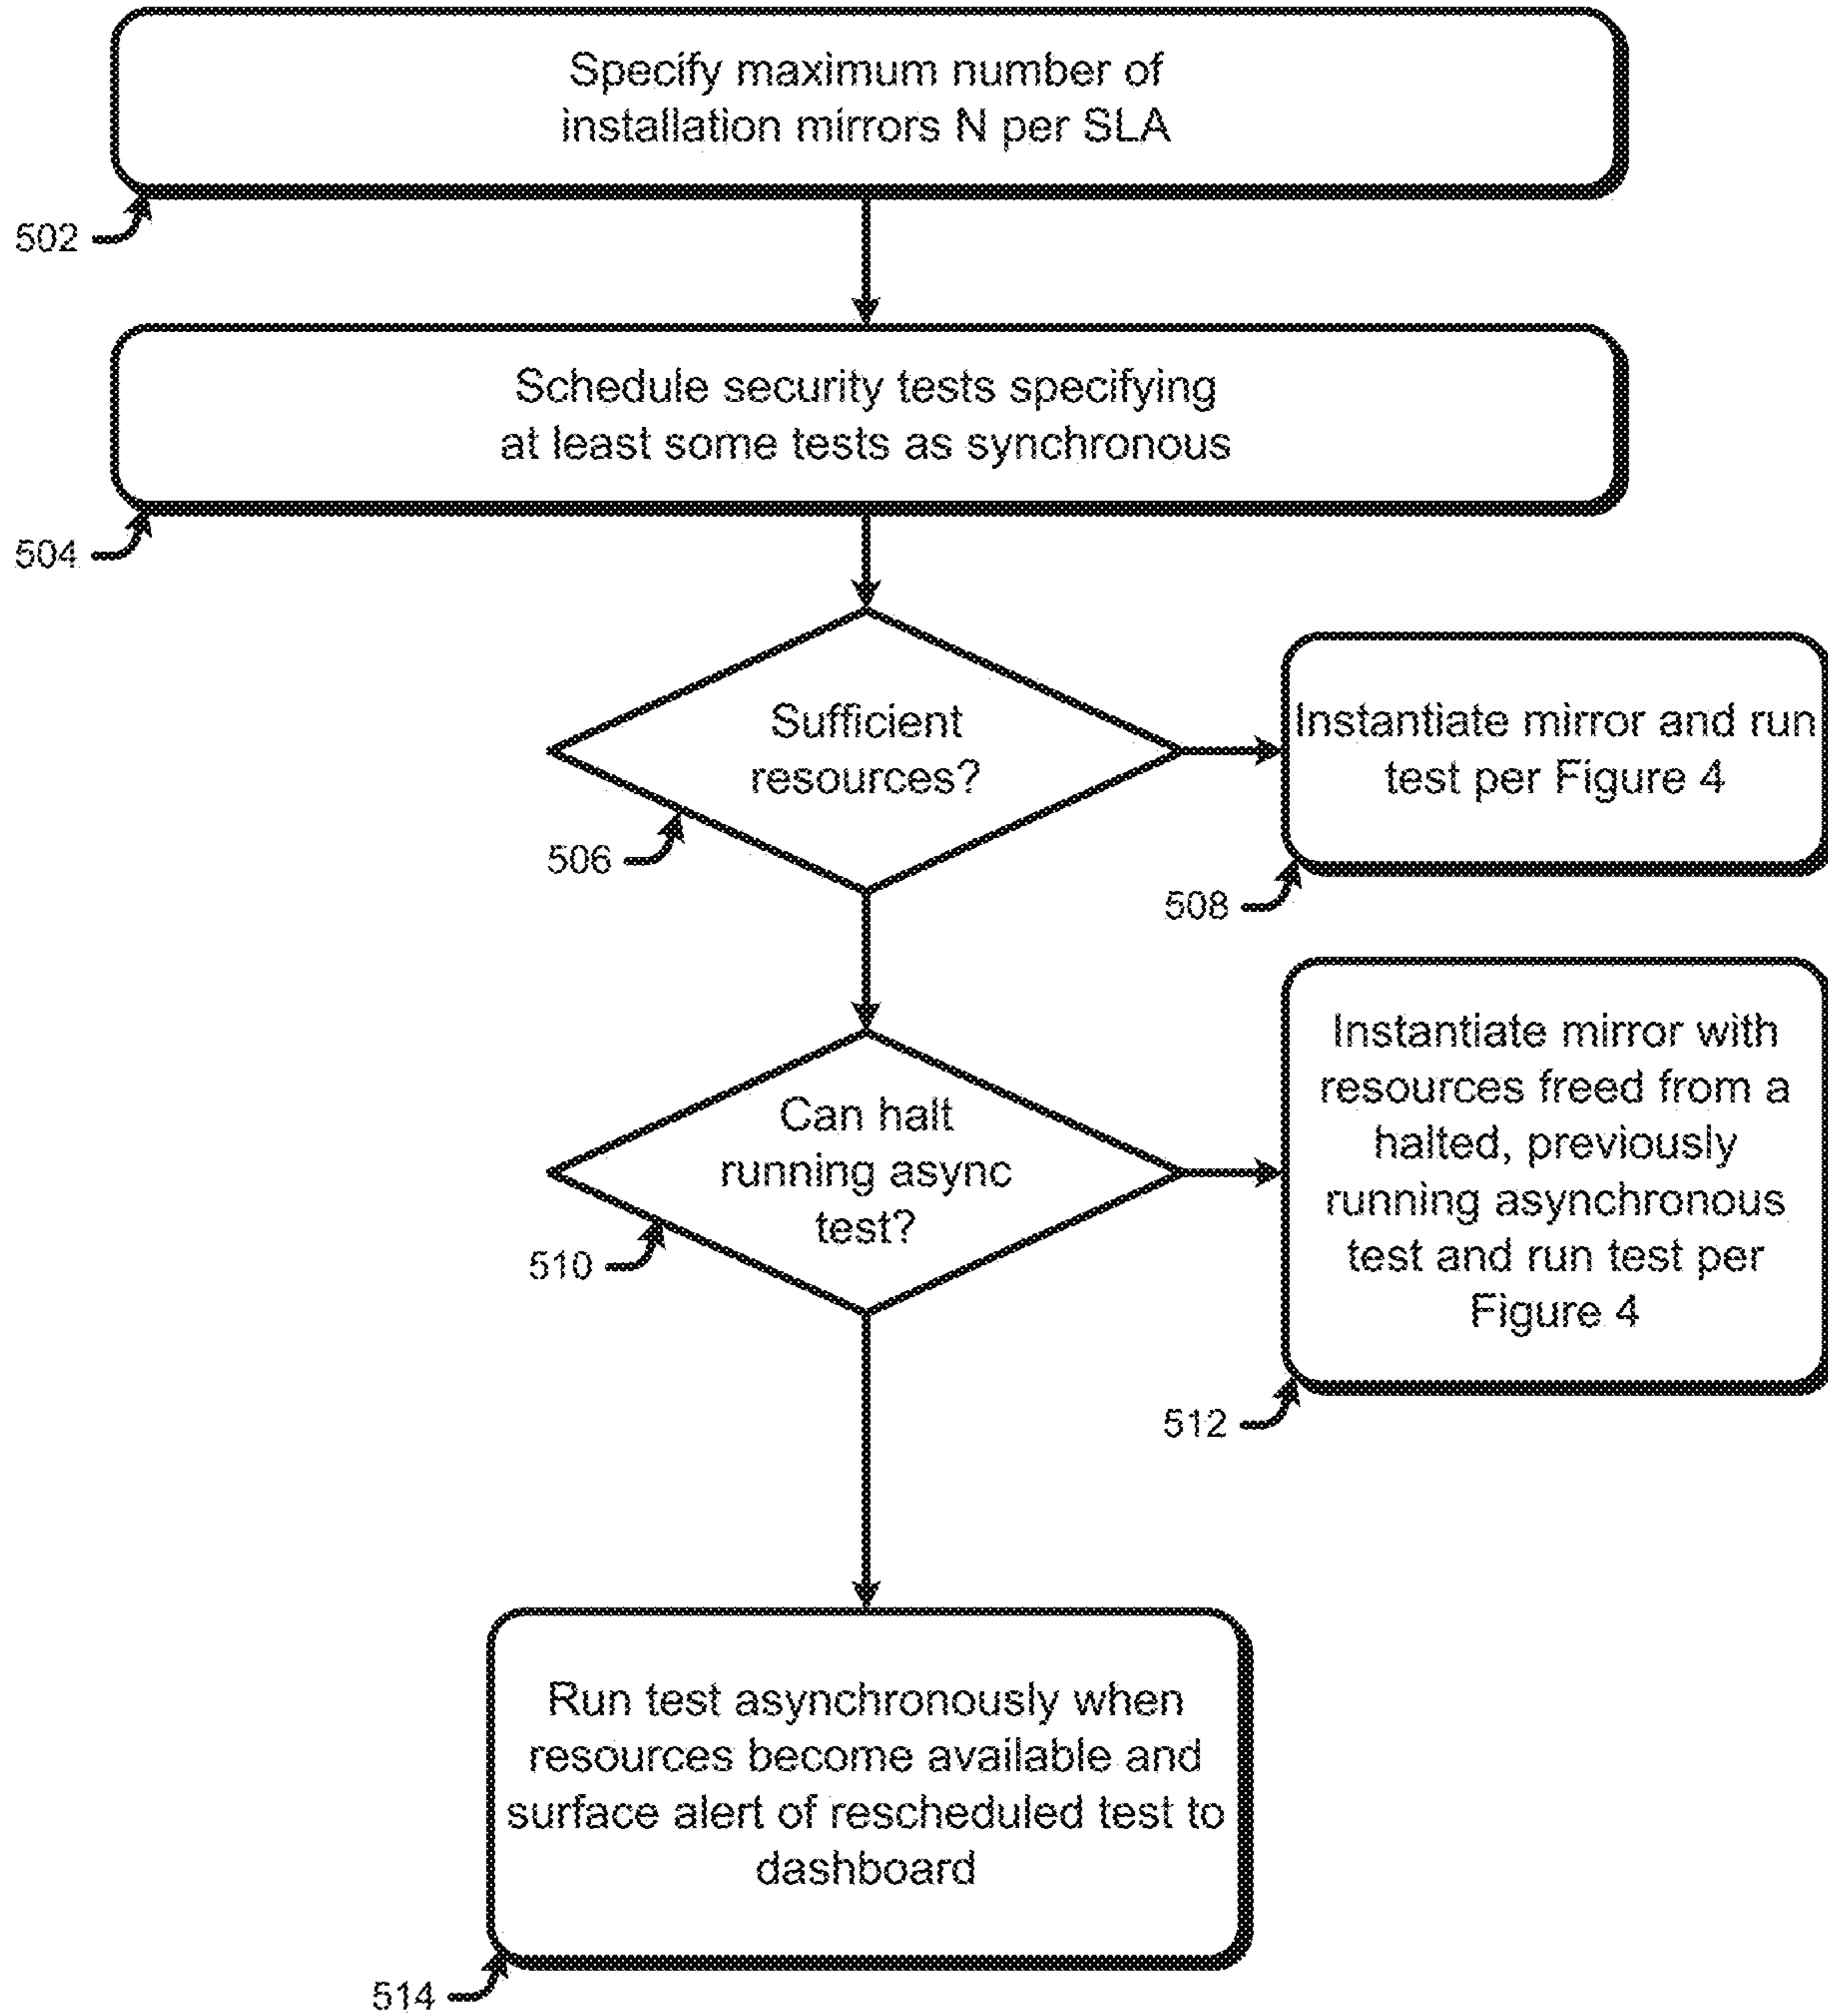 Specify maximum number of
installation mirrors N per SLA
502
Schedule security tests specifying
at least some tests as synchronous
504
Sufficient
resources?
506
Instantiate mirror and run
test per Figure 4
508
Can halt
running async
test?
510
Instantiate mirror with
resources freed from a
halted, previously
running asynchronous
test and run test per
Figure 4
512
Run test asynchronously when
resources become available and
surface alert of rescheduled test to
dashboard
514